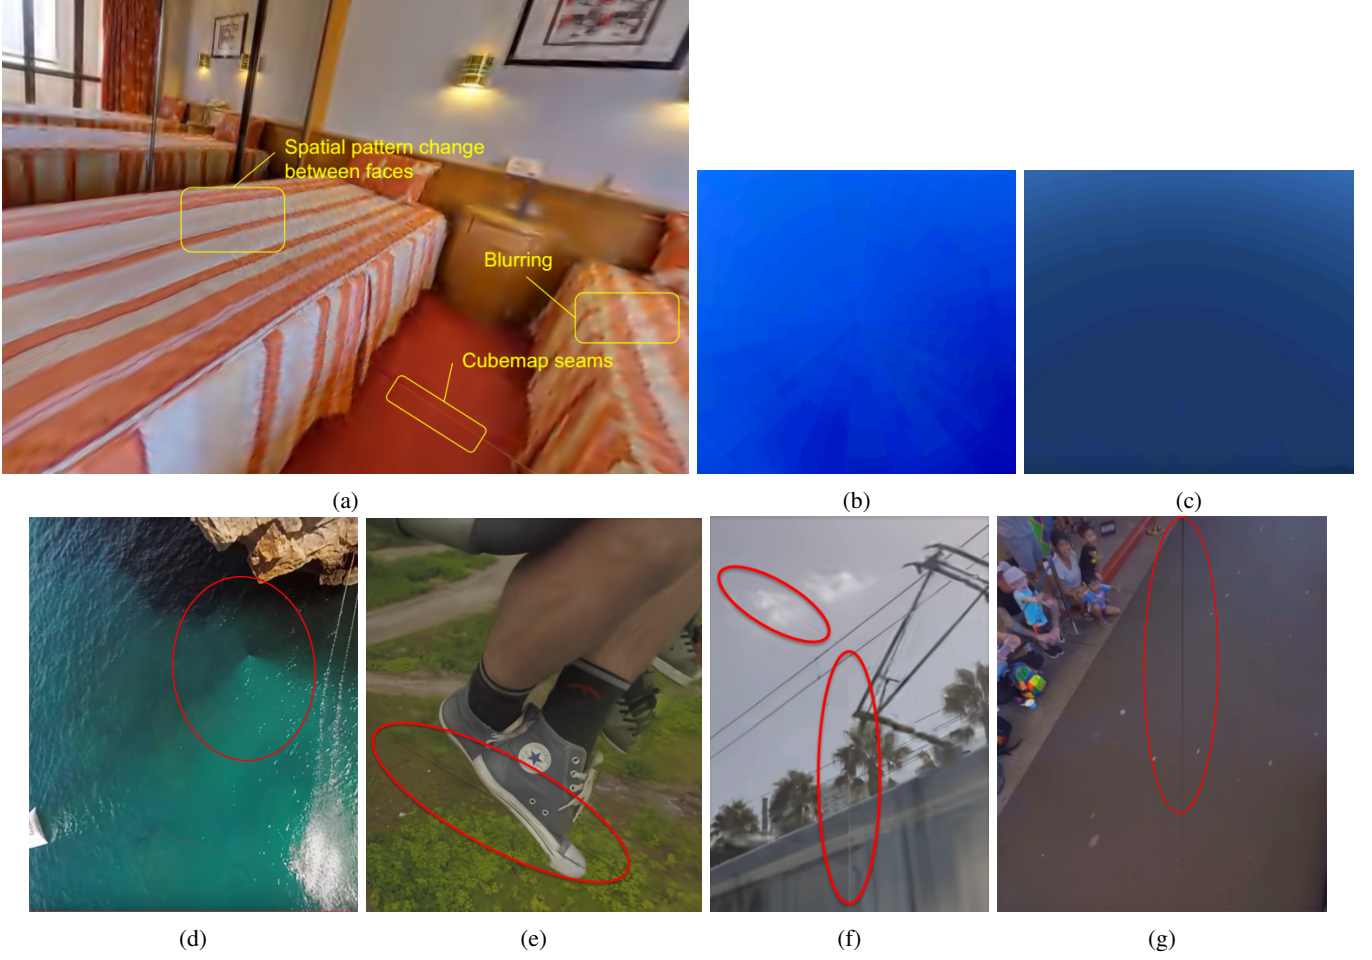 Spatial pattern change
between faces
Blurring
Cubemap seams
(a)
(b)
(c)
(d)
(e)
(f)
(g)